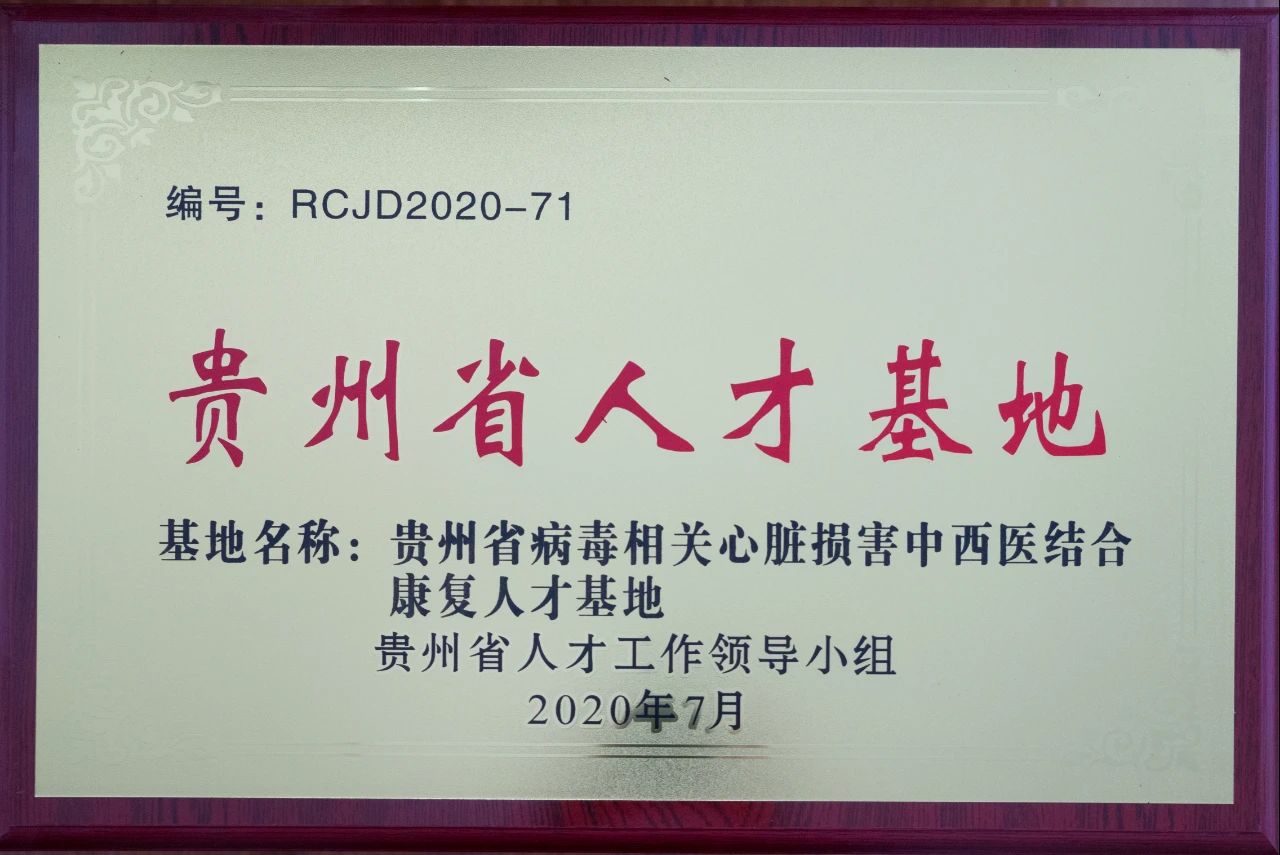 编号：RCJD2020-71
贵州省人才基地
基地名称：贵州省病毒相关心脏损害中西医结合
康复人才基地
贵州省人才工作领导小组
2020年7月